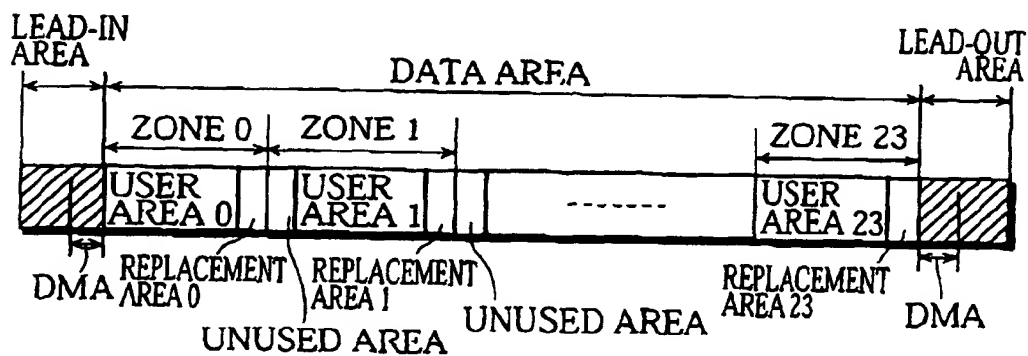 LEAD-IN
AREA
LEAD-OUT
AREA
DATA AREA
ZONE 0
ZONE 1
ZONE 23
USER
AREA 0
USER
AREA 1
USER
AREA 23
DMA
REPLACEMENT
AREA 0
REPLACEMENT
AREA 1
REPLACEMENT
AREA 23
DMA
UNUSED AREA
UNUSED AREA